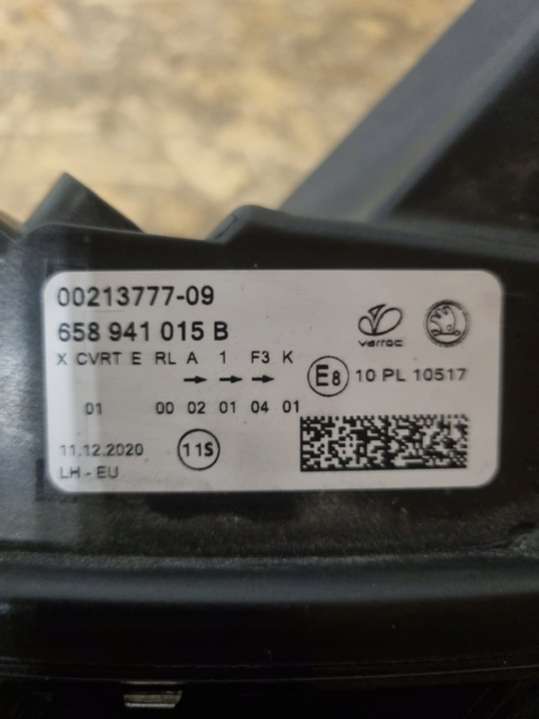 00213777-09
658 941 015 B
varroc
X CVRT E RL A 1 F3 K
→ → →
E8 10 PL 10517
01 00 02 01 04 01
11.12.2020 11S
LH-EU